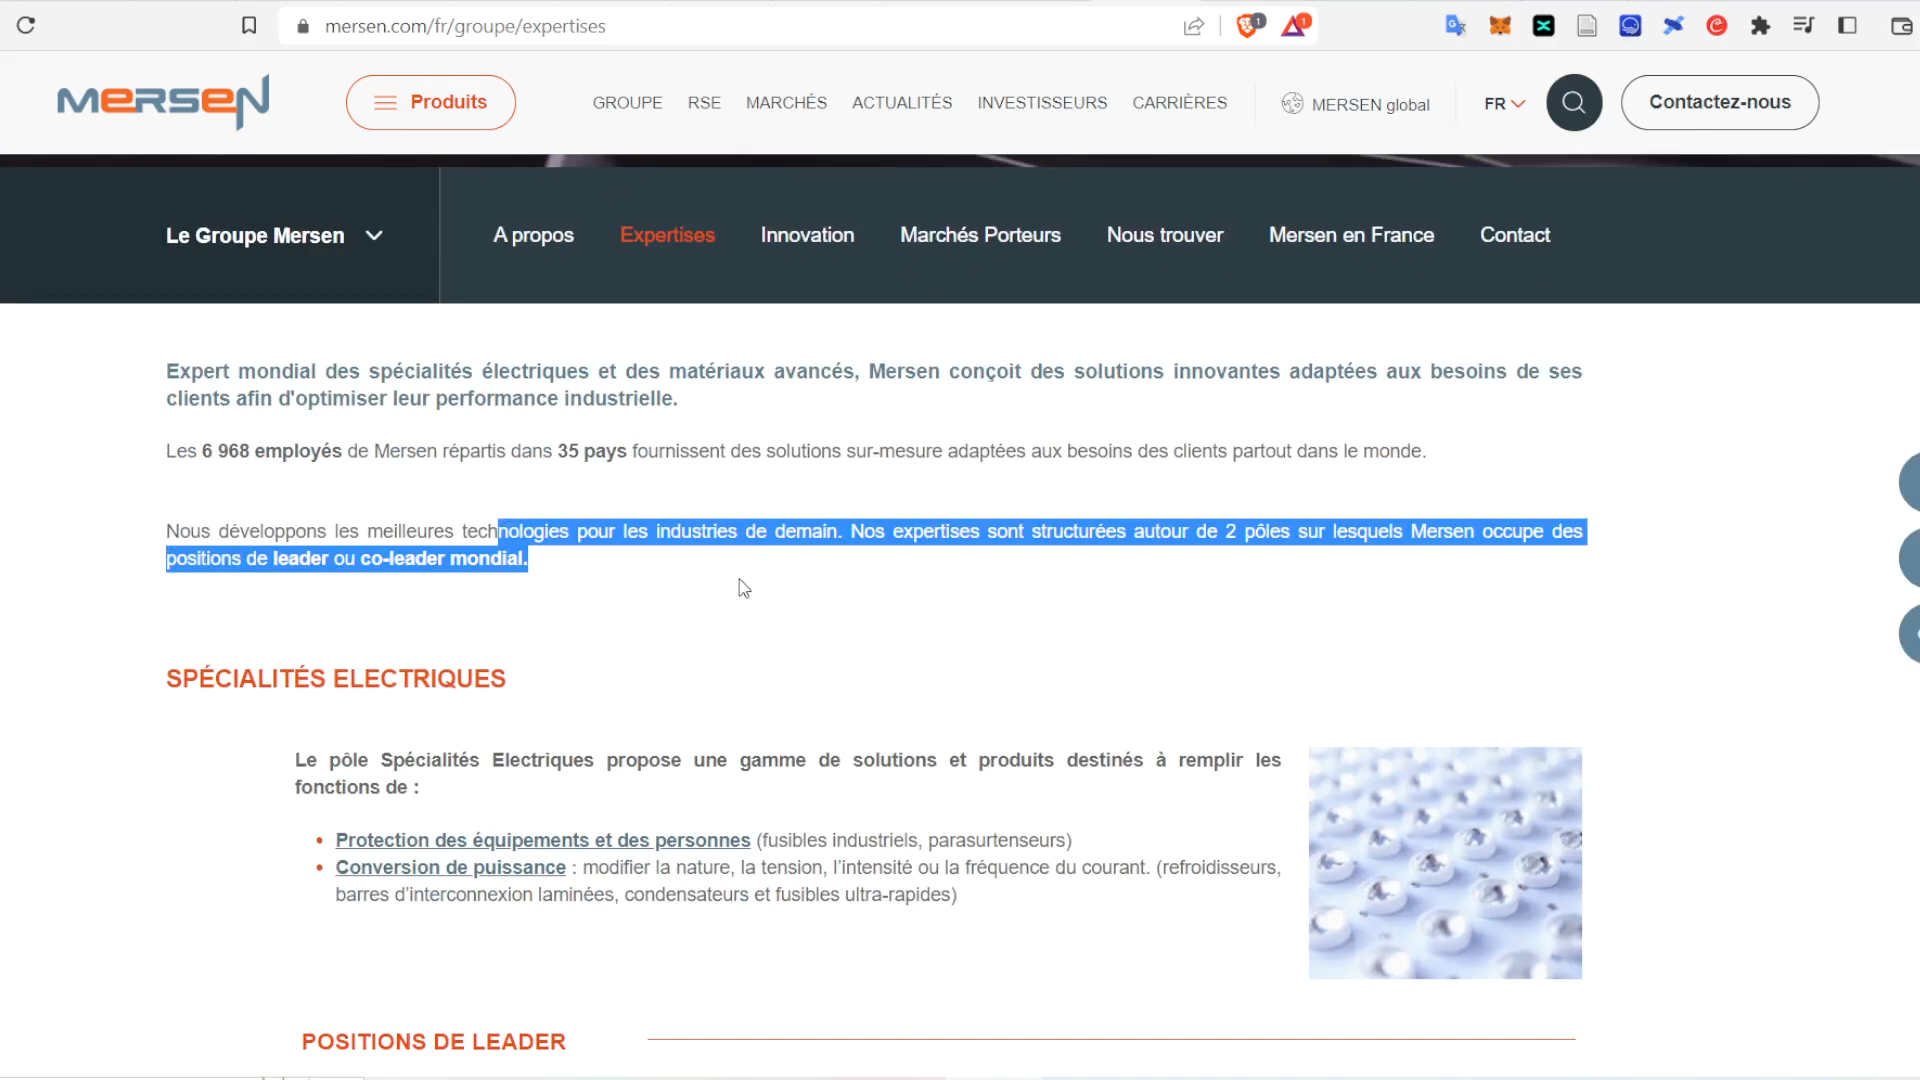 mersen.com/fr/groupe/expertises
1
1
MERSEN
Produits
GROUPE
RSE
MARCHÉS
ACTUALITÉS
INVESTISSEURS
CARRIÈRES
MERSEN global
FR
Contactez-nous
Le Groupe Mersen
A propos
Expertises
Innovation
Marchés Porteurs
Nous trouver
Mersen en France
Contact
Expert mondial des spécialités électriques et des matériaux avancés, Mersen conçoit des solutions innovantes adaptées aux besoins de ses
clients afin d'optimiser leur performance industrielle.
Les 6 968 employés de Mersen répartis dans 35 pays fournissent des solutions sur-mesure adaptées aux besoins des clients partout dans le monde.
Nous développons les meilleures technologies pour les industries de demain. Nos expertises sont structurées autour de 2 pôles sur lesquels Mersen occupe des
positions de leader ou co-leader mondial.
SPÉCIALITÉS ELECTRIQUES
Le pôle Spécialités Electriques propose une gamme de solutions et produits destinés à remplir les
fonctions de :
• Protection des équipements et des personnes (fusibles industriels, parasurtenseurs)
• Conversion de puissance : modifier la nature, la tension, l’intensité ou la fréquence du courant. (refroidisseurs,
barres d’interconnexion laminées, condensateurs et fusibles ultra-rapides)
POSITIONS DE LEADER